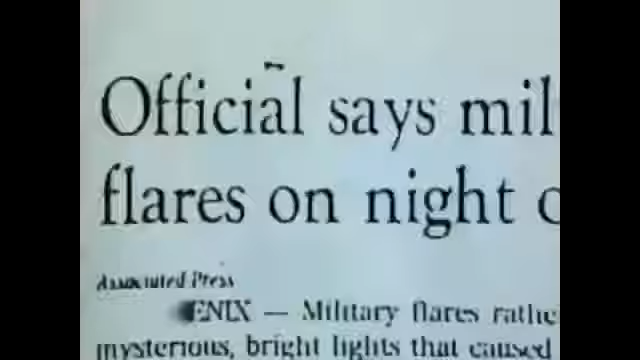 Official says mil
flares on night o
Associated Press
ENIX — Military flares rathe
mysterious, bright lights that caused